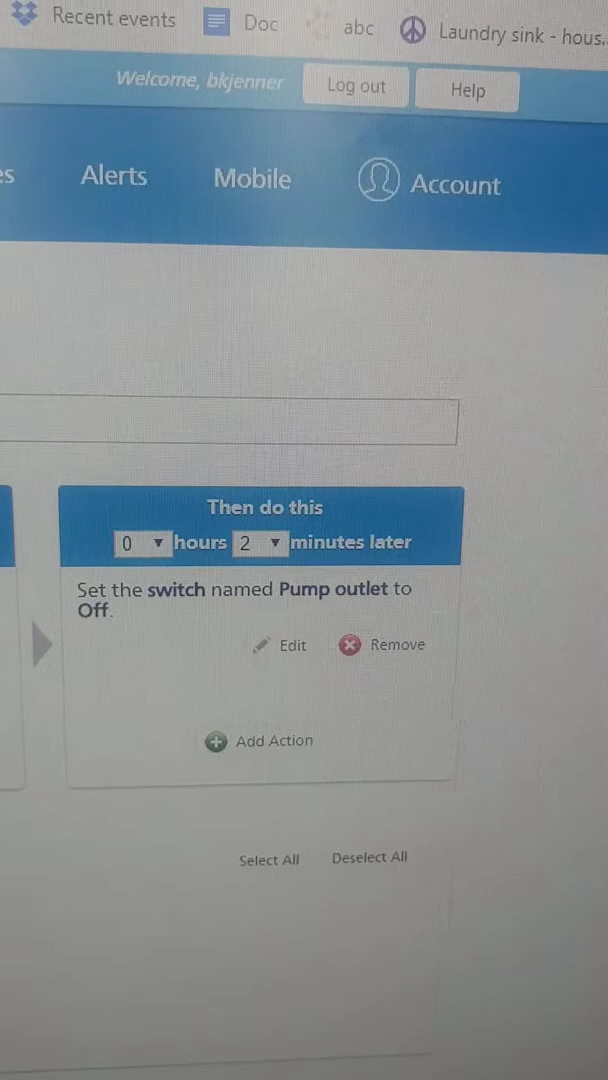 Recent events Doc abc Laundry sink - hous..
Welcome, bkjenner Log out Help
es Alerts Mobile Account
Then do this
0 hours 2 minutes later
Set the switch named Pump outlet to
Off.
Edit Remove
Add Action
Select All Deselect All